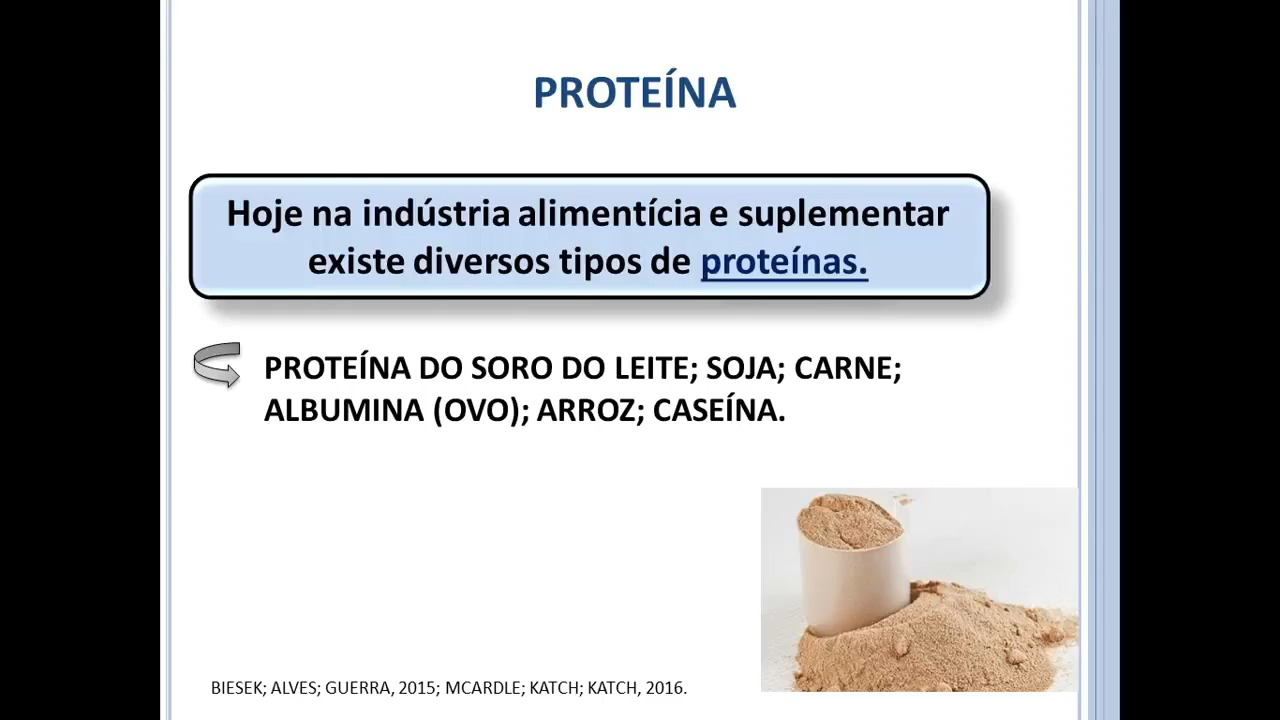 PROTEÍNA
Hoje na indústria alimentícia e suplementar
existe diversos tipos de proteínas.
PROTEÍNA DO SORO DO LEITE; SOJA; CARNE;
ALBUMINA (OVO); ARROZ; CASEÍNA.
BIESEK; ALVES; GUERRA, 2015; MCARDLE; KATCH; KATCH, 2016.